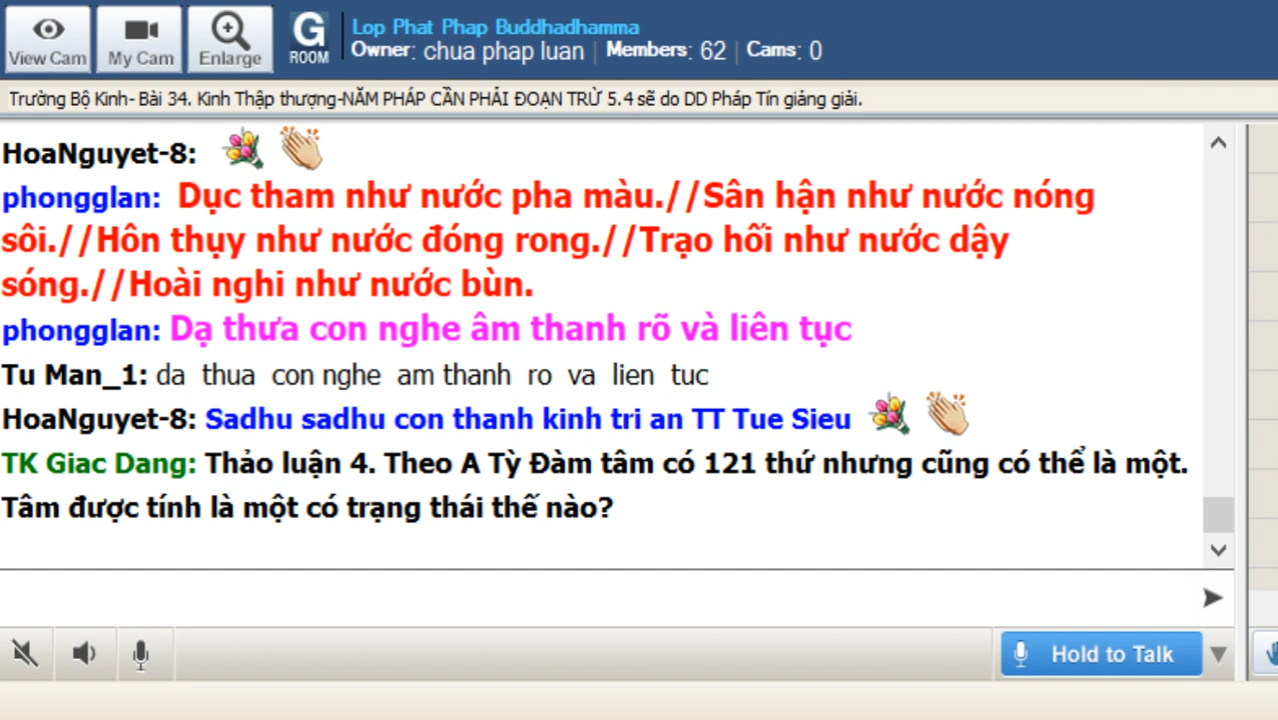 View Cam
My Cam
Enlarge
G
ROOM
Lop Phat Phap Buddhadhamma
Owner: chua phap luan | Members: 62 | Cams: 0
Trường Bộ Kinh- Bài 34. Kinh Thập thượng-NĂM PHÁP CẦN PHẢI ĐOẠN TRỪ 5.4 sẽ do DD Pháp Tín giảng giải.
HoaNguyet-8:
phongglan: Dục tham như nước pha màu.//Sân hận như nước nóng
sôi.//Hôn thụy như nước đóng rong.//Trạo hối như nước dậy
sóng.//Hoài nghi như nước bùn.
phongglan: Dạ thưa con nghe âm thanh rõ và liên tục
Tu Man_1: da thua con nghe am thanh ro va lien tuc
HoaNguyet-8: Sadhu sadhu con thanh kinh tri an TT Tue Sieu
TK Giac Dang: Thảo luận 4. Theo A Tỳ Đàm tâm có 121 thứ nhưng cũng có thể là một.
Tâm được tính là một có trạng thái thế nào?
Hold to Talk